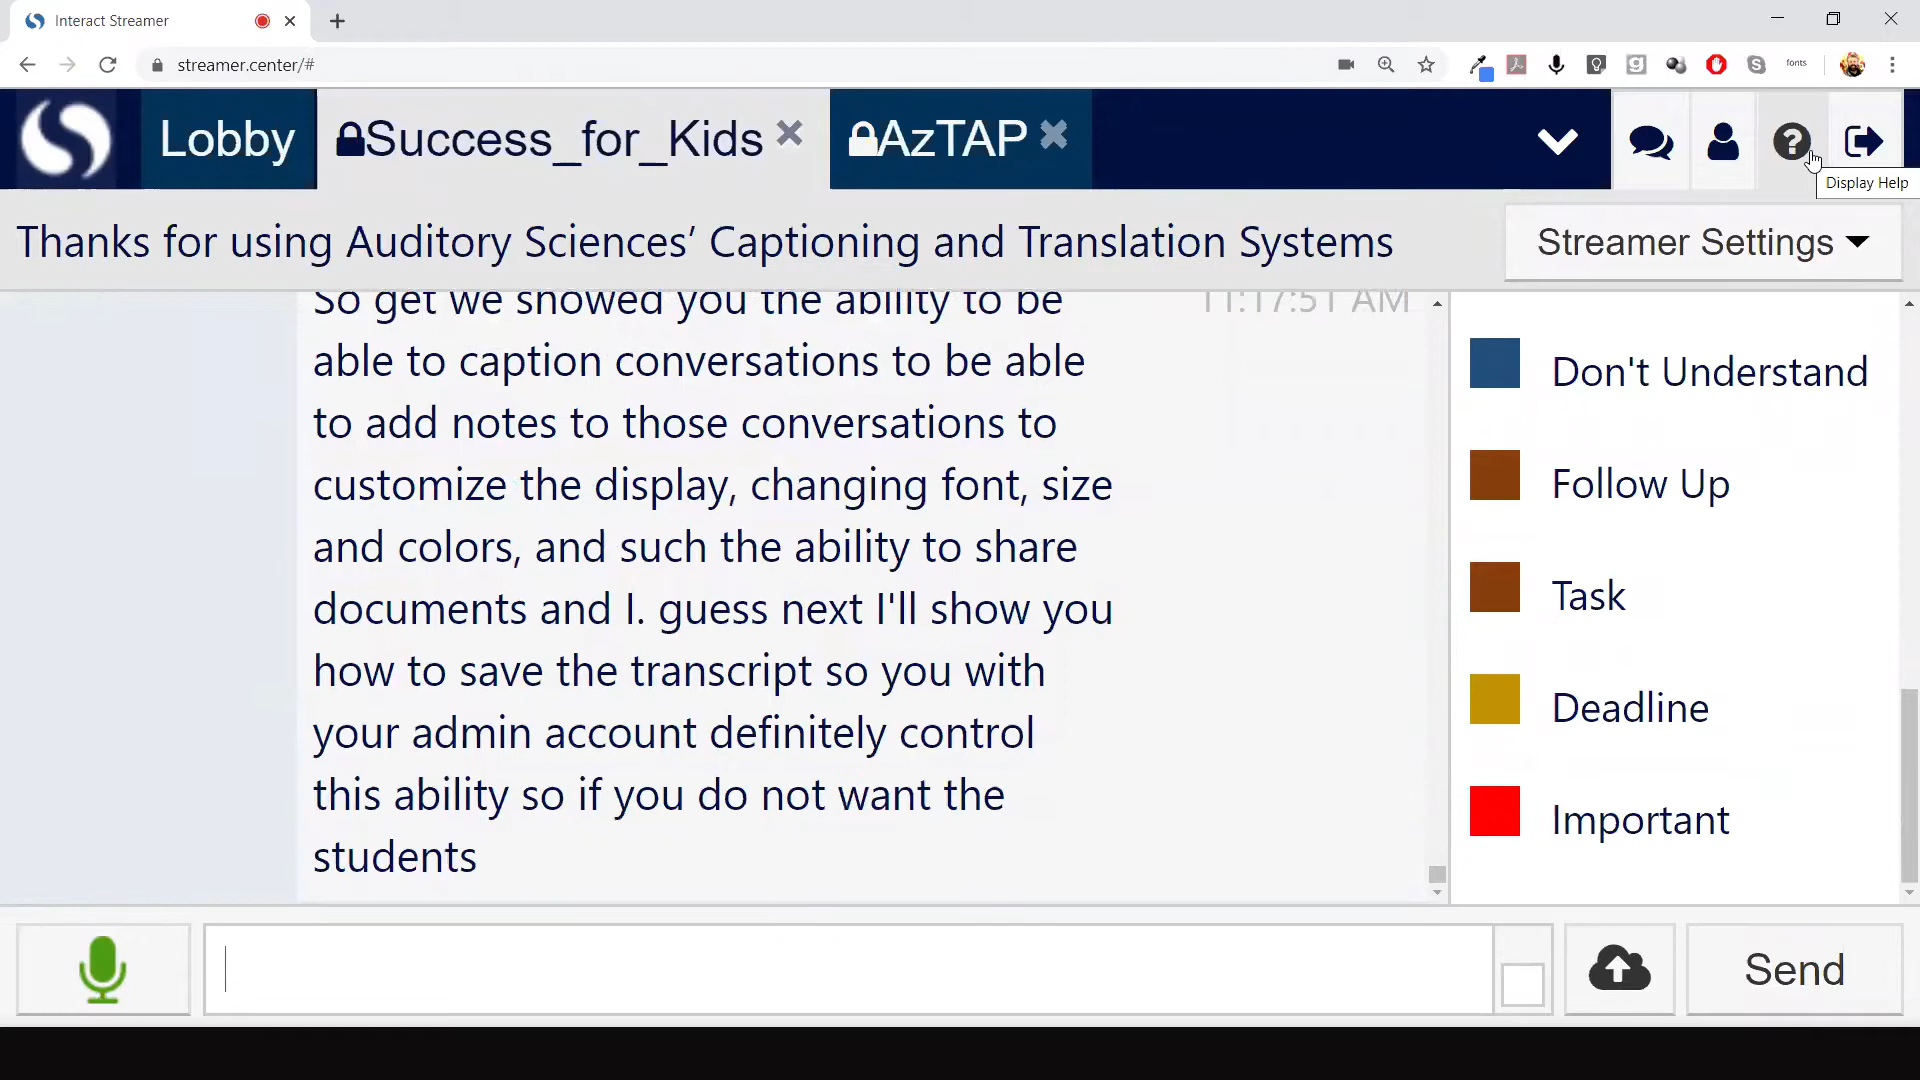 Interact Streamer
streamer.center/#
fonts
Lobby
Success_for_Kids
AzTAP
Display Help
Thanks for using Auditory Sciences’ Captioning and Translation Systems
Streamer Settings
So get we showed you the ability to be
11:17:51 AM
able to caption conversations to be able
to add notes to those conversations to
customize the display, changing font, size
and colors, and such the ability to share
documents and I. guess next I'll show you
how to save the transcript so you with
your admin account definitely control
this ability so if you do not want the
students
Don't Understand
Follow Up
Task
Deadline
Important
Send